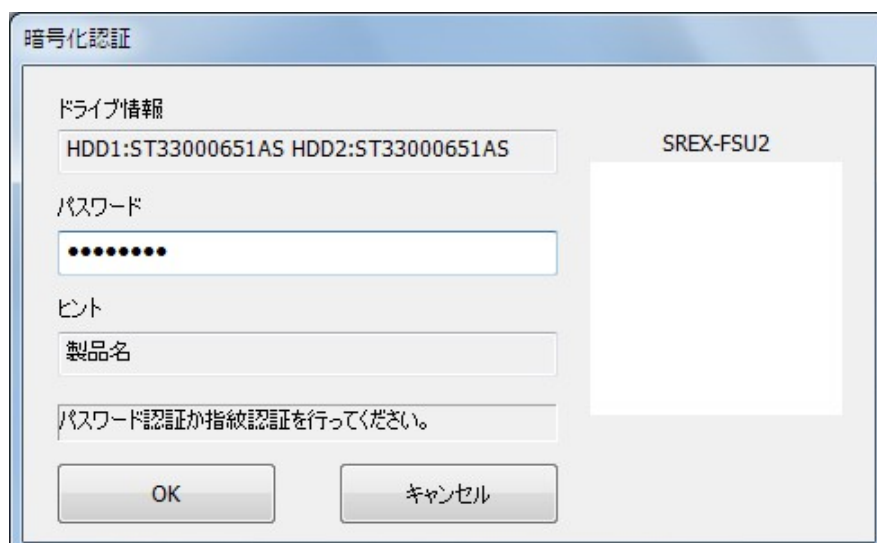 暗号化認証
ドライブ情報
HDD1:ST33000651AS HDD2:ST33000651AS
SREX-FSU2
パスワード
●●●●●●●●
ヒント
製品名
パスワード認証か指紋認証を行ってください。
OK
キャンセル